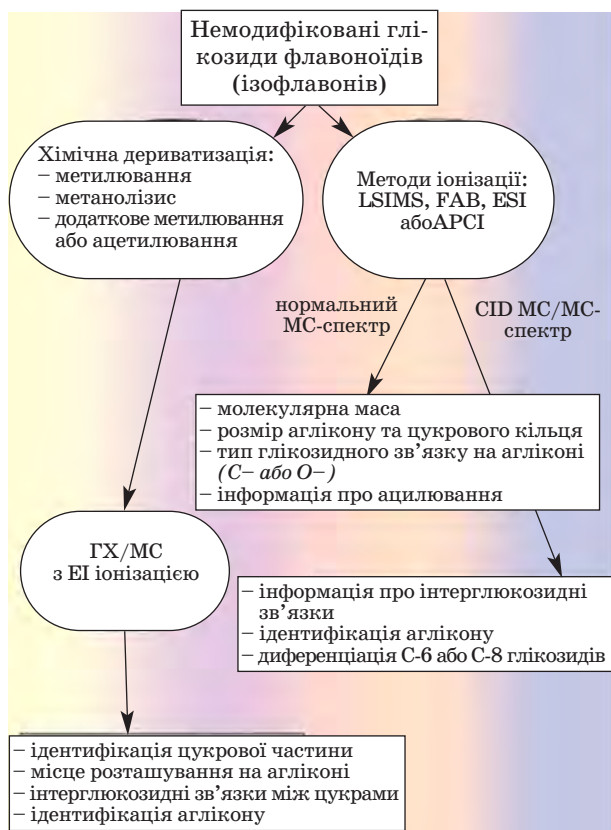 Немодифіковані глі-
козиди флавоноїдів
(ізофлавонів)
Хімічна дериватизація:
– метилювання
– метанолізис
– додаткове метилювання
або ацетилювання
Методи іонізації:
LSIMS, FAB, ESI
абоAPCI
нормальний
МС-спектр
CID МС/МС-
спектр
– молекулярна маса
– розмір аглікону та цукрового кільця
– тип глікозидного зв’язку на агліконі
(С– або О–)
– інформація про ацилювання
ГХ/МС
з ЕІ іонізацією
– інформація про інтерглюкозидні
зв’язки
– ідентифікація аглікону
– диференціація С-6 або С-8 глікозидів
– ідентифікація цукрової частини
– місце розташування на агліконі
– інтерглюкозидні зв’язки між цукрами
– ідентифікація аглікону